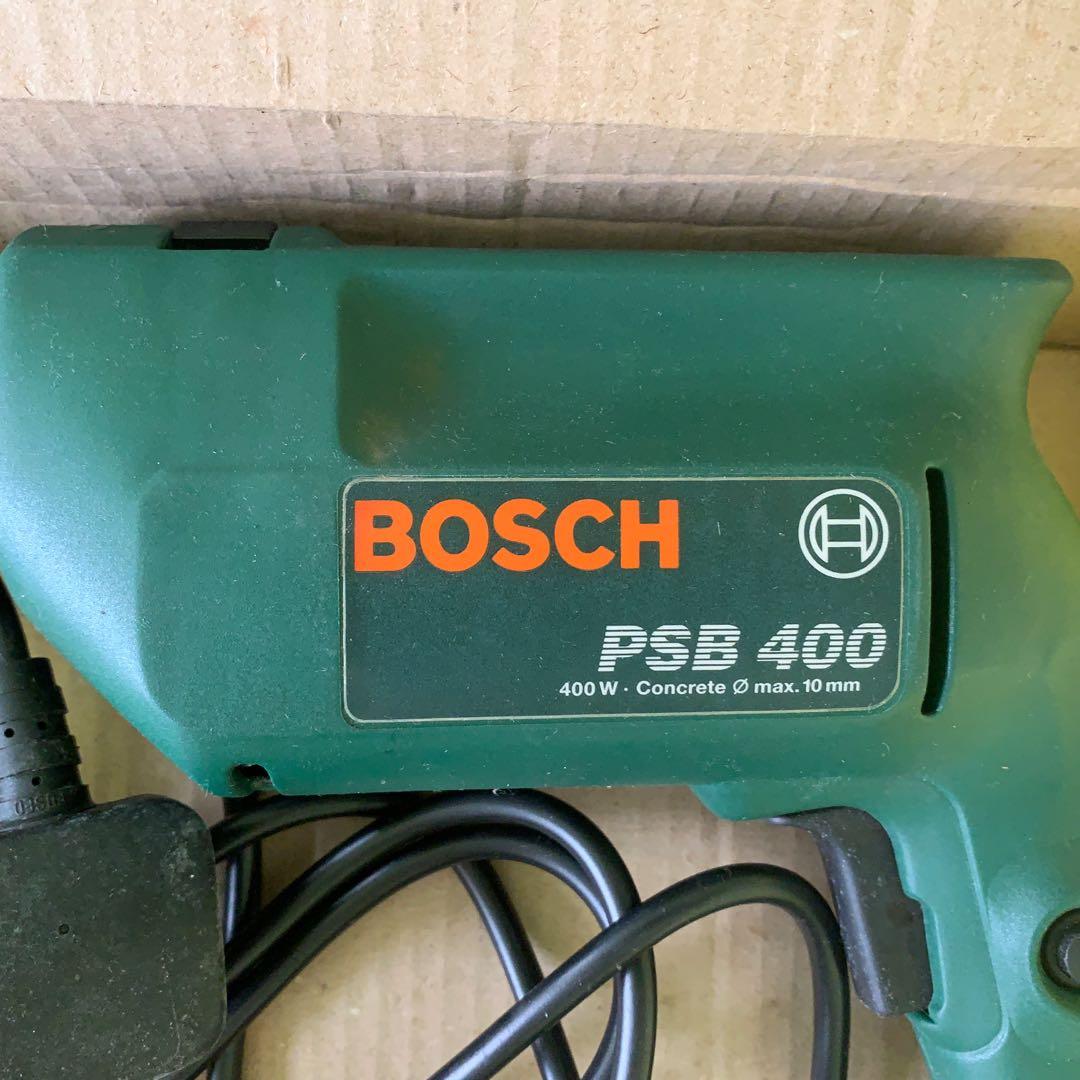 BOSCH
PSB 400
400 W · Concrete Ø max. 10 mm